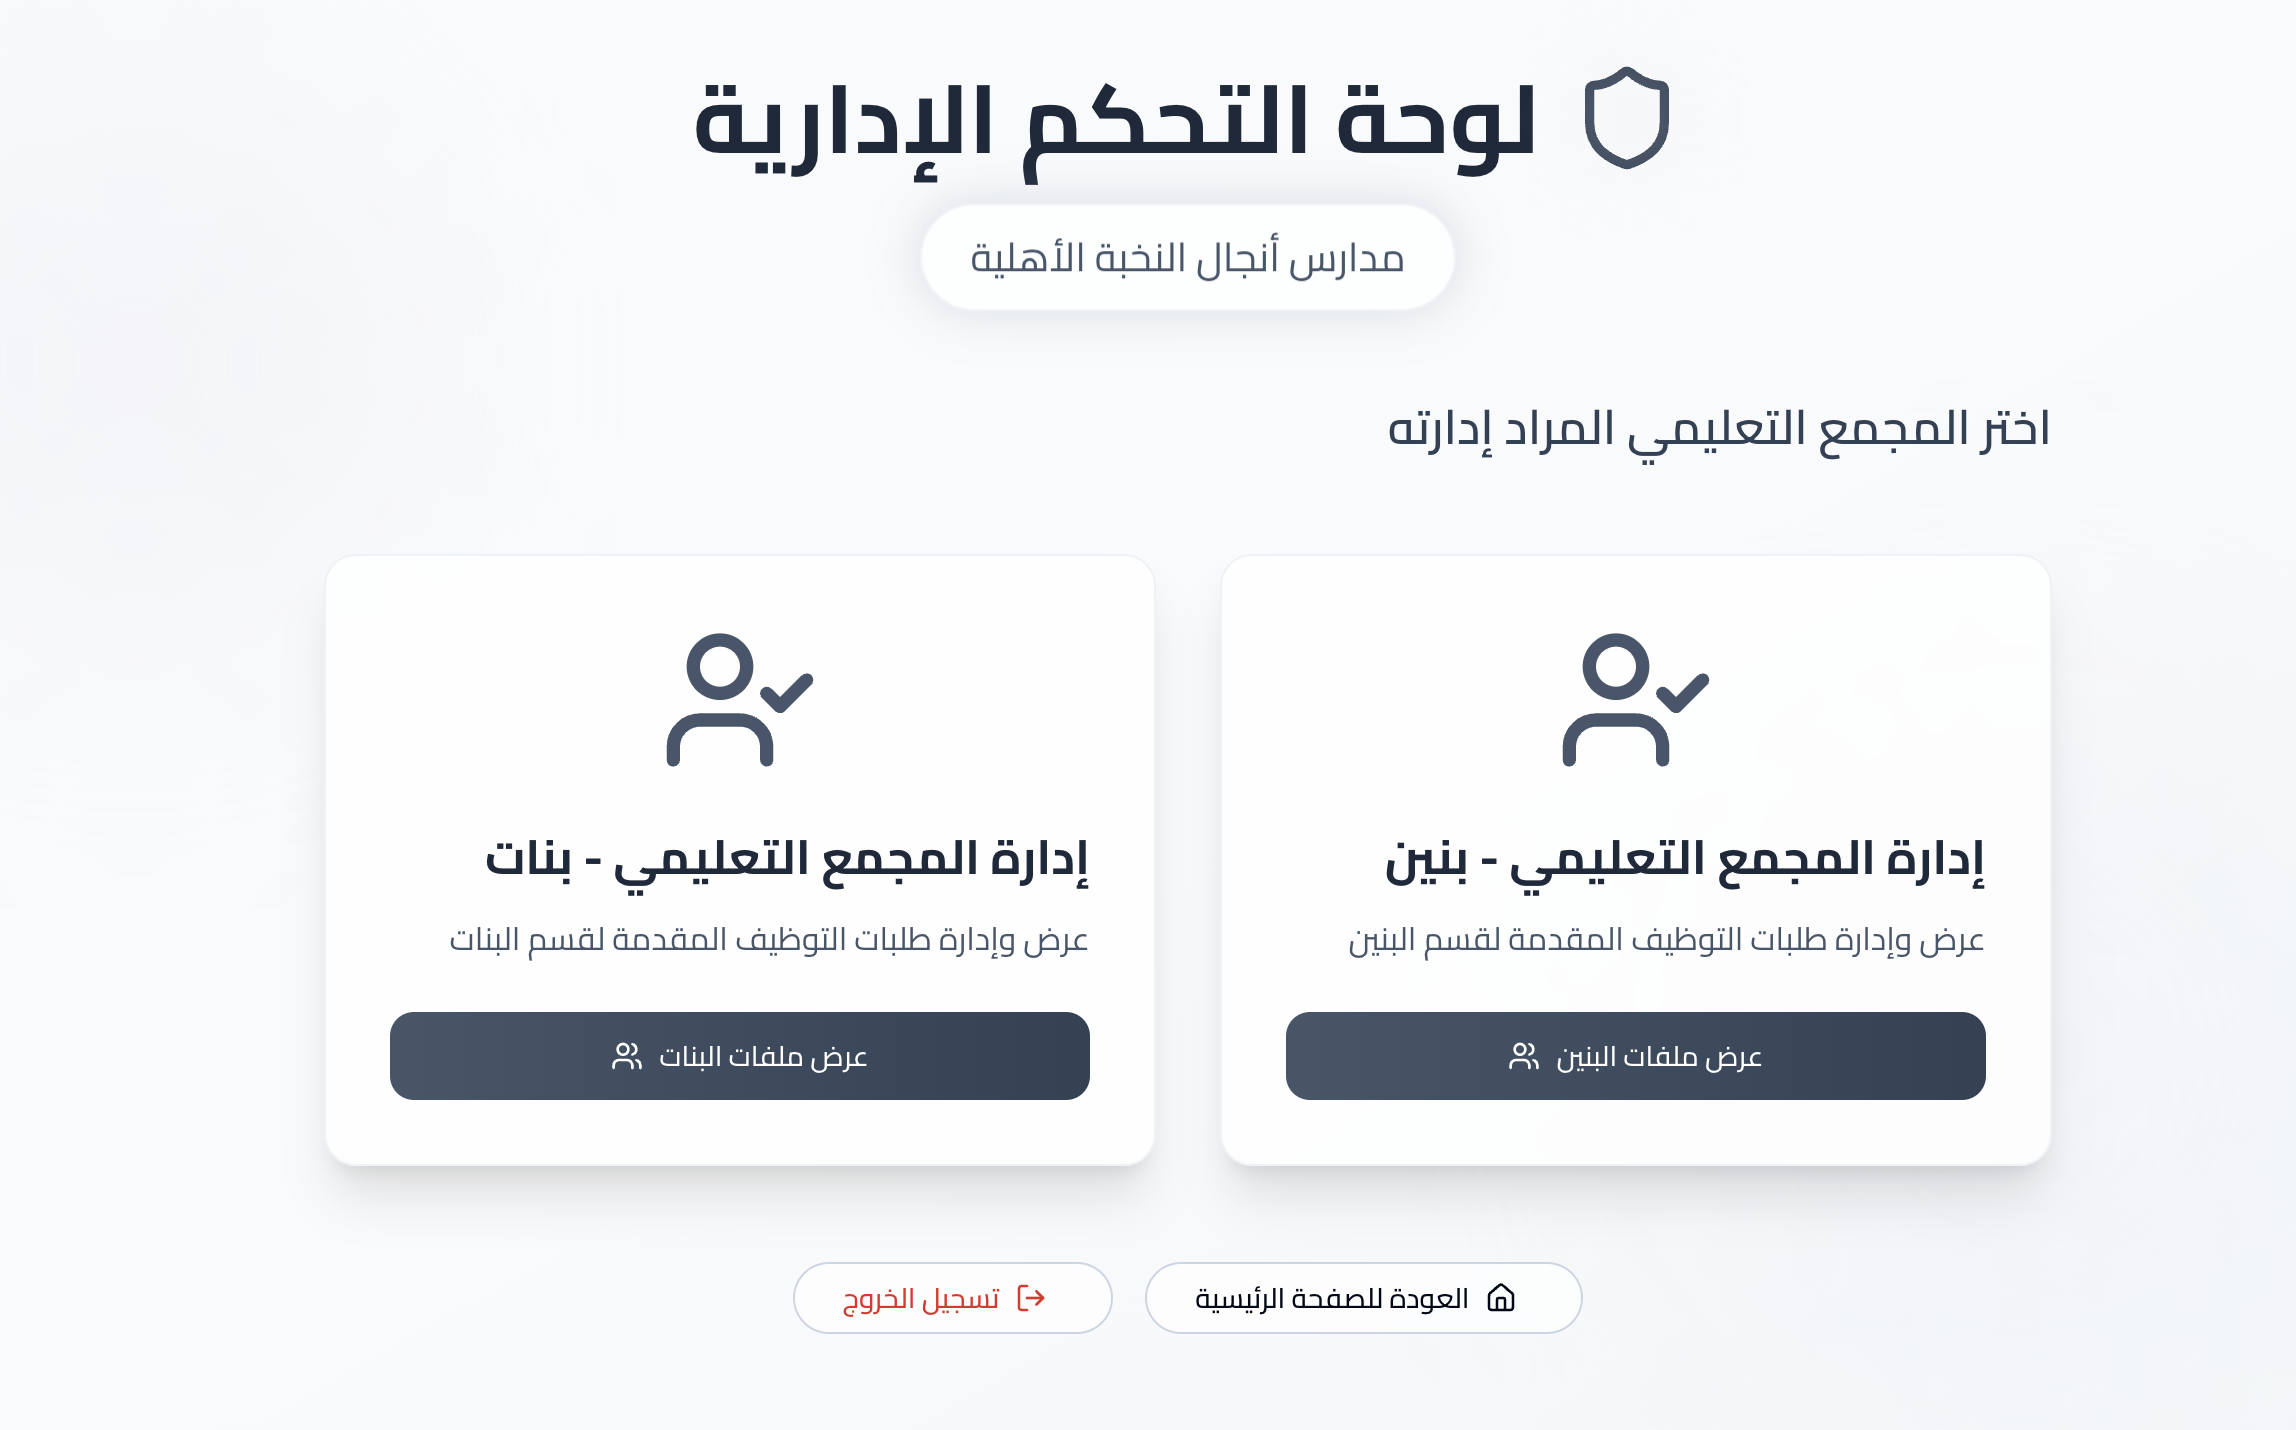 لوحة التحكم الإدارية
مدارس أنجال النخبة الأهلية
اختر المجمع التعليمي المراد إدارته
إدارة المجمع التعليمي - بنين
عرض وإدارة طلبات التوظيف المقدمة لقسم البنين
عرض ملفات البنين
إدارة المجمع التعليمي - بنات
عرض وإدارة طلبات التوظيف المقدمة لقسم البنات
عرض ملفات البنات
العودة للصفحة الرئيسية
تسجيل الخروج